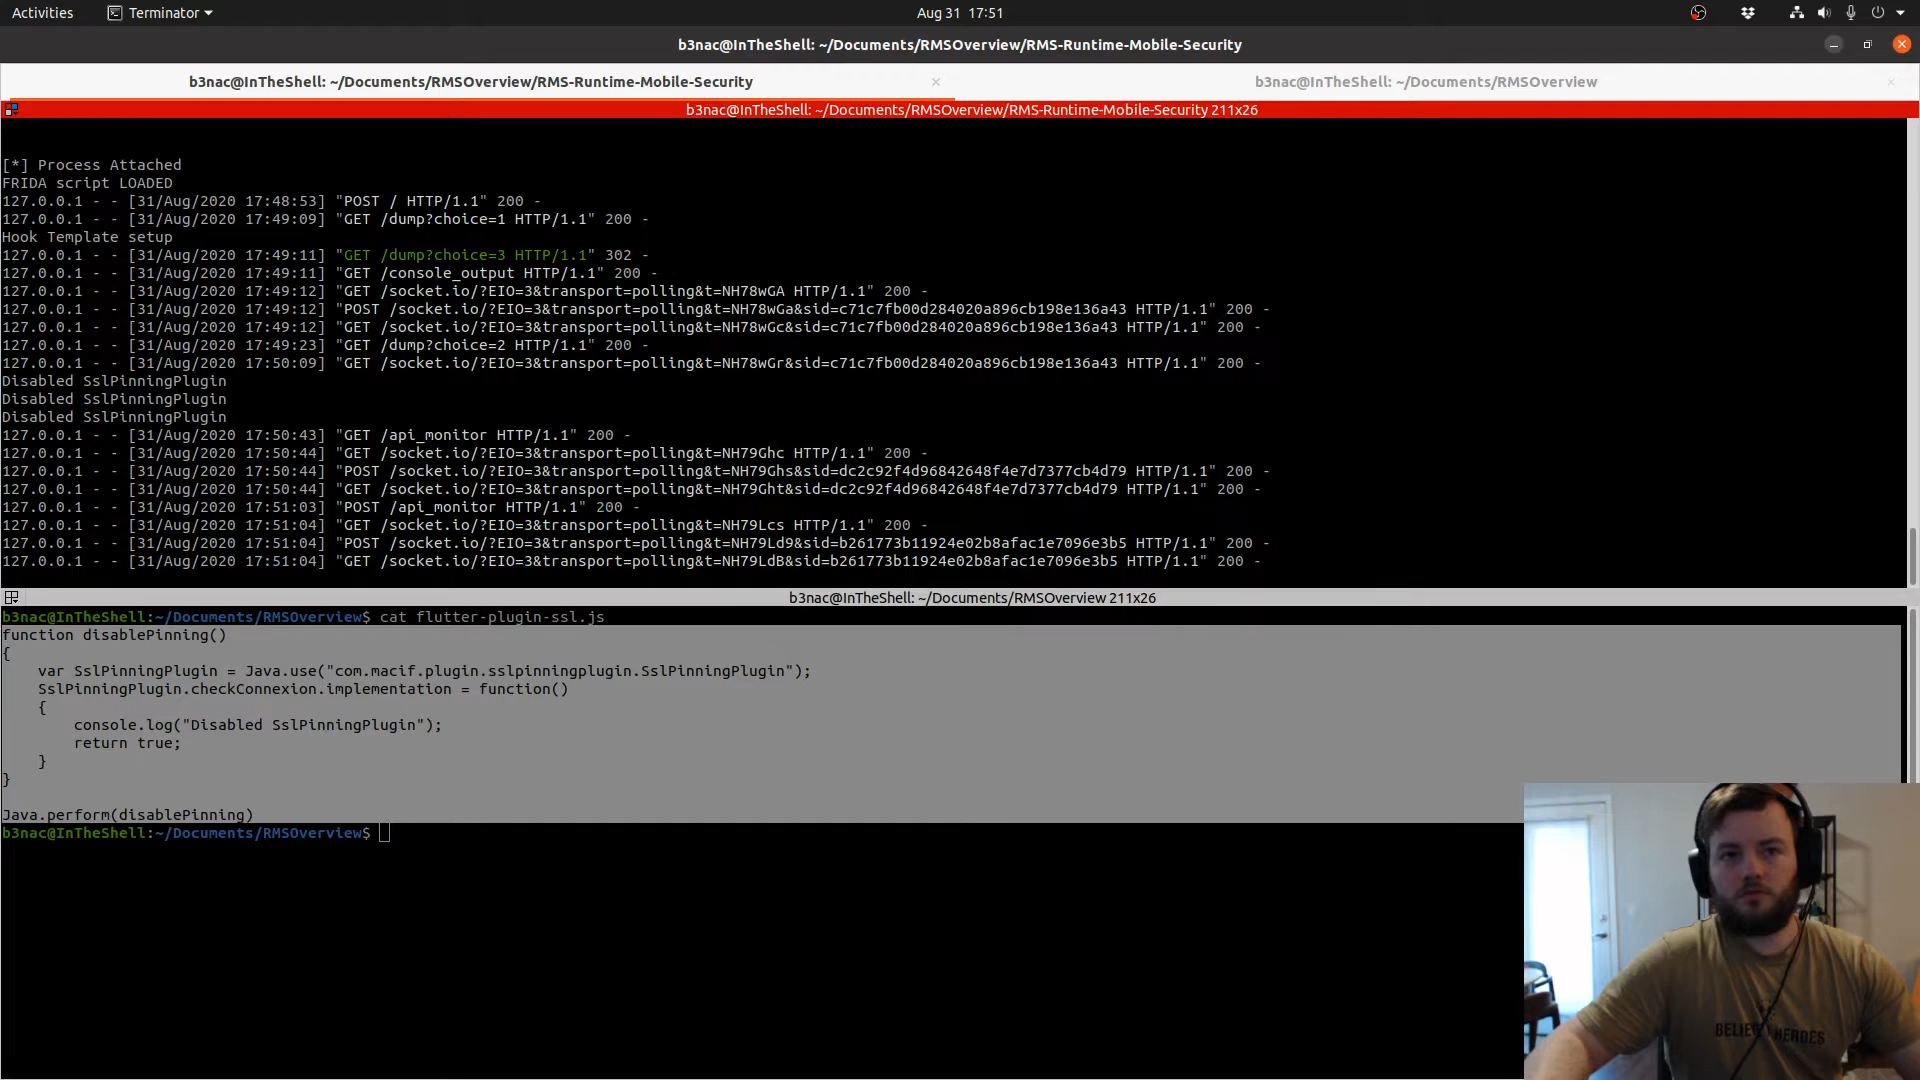 Activities
Terminator
Aug 31 17:51
b3nac@InTheShell: ~/Documents/RMSOverview/RMS-Runtime-Mobile-Security
b3nac@InTheShell: ~/Documents/RMSOverview/RMS-Runtime-Mobile-Security
b3nac@InTheShell: ~/Documents/RMSOverview
b3nac@InTheShell: ~/Documents/RMSOverview/RMS-Runtime-Mobile-Security 211x26
[*] Process Attached
FRIDA script LOADED
127.0.0.1 - - [31/Aug/2020 17:48:53] "POST / HTTP/1.1" 200 -
127.0.0.1 - - [31/Aug/2020 17:49:09] "GET /dump?choice=1 HTTP/1.1" 200 -
Hook Template setup
127.0.0.1 - - [31/Aug/2020 17:49:11] "GET /dump?choice=3 HTTP/1.1" 302 -
127.0.0.1 - - [31/Aug/2020 17:49:11] "GET /console_output HTTP/1.1" 200 -
127.0.0.1 - - [31/Aug/2020 17:49:12] "GET /socket.io/?EIO=3&transport=polling&t=NH78wGA HTTP/1.1" 200 -
127.0.0.1 - - [31/Aug/2020 17:49:12] "POST /socket.io/?EIO=3&transport=polling&t=NH78wGa&sid=c71c7fb00d284020a896cb198e136a43 HTTP/1.1" 200 -
127.0.0.1 - - [31/Aug/2020 17:49:12] "GET /socket.io/?EIO=3&transport=polling&t=NH78wGc&sid=c71c7fb00d284020a896cb198e136a43 HTTP/1.1" 200 -
127.0.0.1 - - [31/Aug/2020 17:49:23] "GET /dump?choice=2 HTTP/1.1" 200 -
127.0.0.1 - - [31/Aug/2020 17:50:09] "GET /socket.io/?EIO=3&transport=polling&t=NH78wGr&sid=c71c7fb00d284020a896cb198e136a43 HTTP/1.1" 200 -
Disabled SslPinningPlugin
Disabled SslPinningPlugin
Disabled SslPinningPlugin
127.0.0.1 - - [31/Aug/2020 17:50:43] "GET /api_monitor HTTP/1.1" 200 -
127.0.0.1 - - [31/Aug/2020 17:50:44] "GET /socket.io/?EIO=3&transport=polling&t=NH79Ghc HTTP/1.1" 200 -
127.0.0.1 - - [31/Aug/2020 17:50:44] "POST /socket.io/?EIO=3&transport=polling&t=NH79Ghs&sid=dc2c92f4d96842648f4e7d7377cb4d79 HTTP/1.1" 200 -
127.0.0.1 - - [31/Aug/2020 17:50:44] "GET /socket.io/?EIO=3&transport=polling&t=NH79Ght&sid=dc2c92f4d96842648f4e7d7377cb4d79 HTTP/1.1" 200 -
127.0.0.1 - - [31/Aug/2020 17:51:03] "POST /api_monitor HTTP/1.1" 200 -
127.0.0.1 - - [31/Aug/2020 17:51:04] "GET /socket.io/?EIO=3&transport=polling&t=NH79Lcs HTTP/1.1" 200 -
127.0.0.1 - - [31/Aug/2020 17:51:04] "POST /socket.io/?EIO=3&transport=polling&t=NH79Ld9&sid=b261773b11924e02b8afac1e7096e3b5 HTTP/1.1" 200 -
127.0.0.1 - - [31/Aug/2020 17:51:04] "GET /socket.io/?EIO=3&transport=polling&t=NH79LdB&sid=b261773b11924e02b8afac1e7096e3b5 HTTP/1.1" 200 -
b3nac@InTheShell: ~/Documents/RMSOverview 211x26
b3nac@InTheShell:~/Documents/RMSOverview$ cat flutter-plugin-ssl.js
function disablePinning()
{
var SslPinningPlugin = Java.use("com.macif.plugin.sslpinningplugin.SslPinningPlugin");
SslPinningPlugin.checkConnexion.implementation = function()
{
console.log("Disabled SslPinningPlugin");
return true;
}
}
Java.perform(disablePinning)
b3nac@InTheShell:~/Documents/RMSOverview$
HEROES